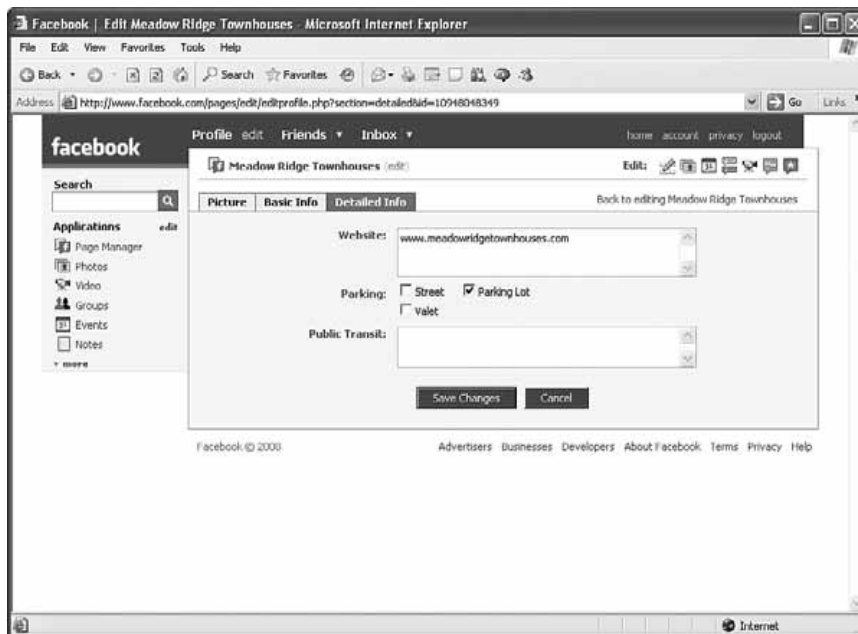 Facebook | Edit Meadow Ridge Townhouses - Microsoft Internet Explorer
File Edit View Favorites Tools Help
Back Search Favorites
Address http://www.facebook.com/pages/edit/editprofile.php?section=detailed&id=10948048349 Go Links
facebook Profile edit Friends Inbox home account privacy logout
Meadow Ridge Townhouses (edit) Edit:
Search
Picture Basic Info Detailed Info Back to editing Meadow Ridge Townhouses
Applications edit
Page Manager
Photos
Video
Groups
Events
Notes
more
Website: www.meadowridgetownhouses.com
Parking: Street Parking Lot
Valet
Public Transit:
Save Changes Cancel
Facebook © 2008 Advertisers Businesses Developers About Facebook Terms Privacy Help
Internet